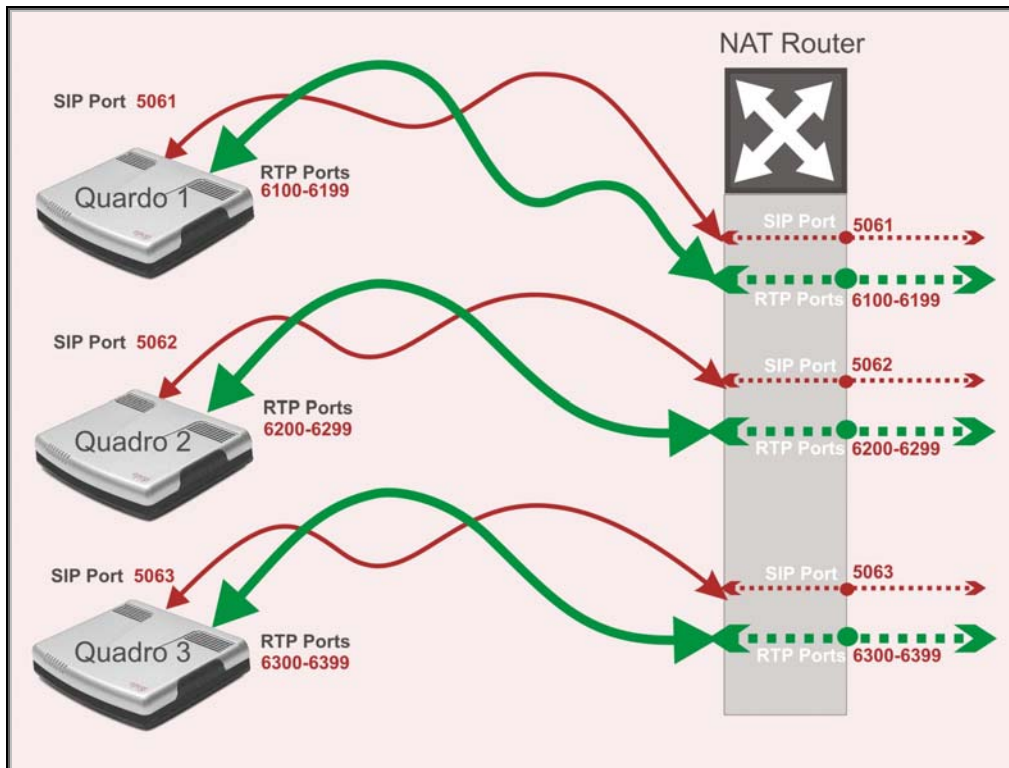 NAT Router
SIP Port 5061
Quardo 1
RTP Ports
6100-6199
SIP Port 5061
RTP Ports 6100-6199
SIP Port 5062
Quadro 2
RTP Ports
6200-6299
SIP Port 5062
RTP Ports 6200-6299
SIP Port 5063
Quadro 3
RTP Ports
6300-6399
SIP Port 5063
RTP Ports 6300-6399